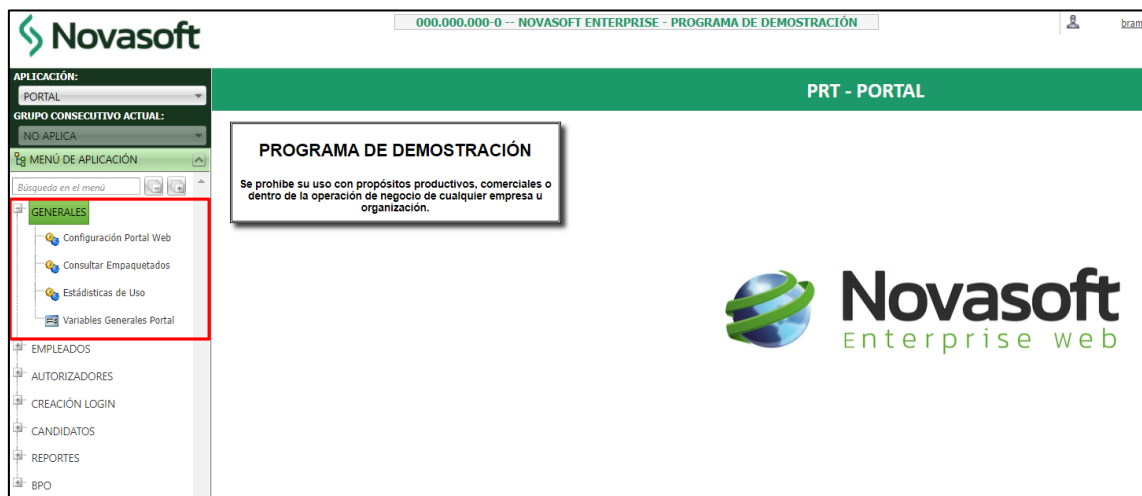 Novasoft
000.000.000-0 -- NOVASOFT ENTERPRISE - PROGRAMA DE DEMOSTRACIÓN
bram
APLICACIÓN:
PORTAL
GRUPO CONSECUTIVO ACTUAL:
NO APLICA
MENÚ DE APLICACIÓN
Búsqueda en el menú
GENERALES
Configuración Portal Web
Consultar Empaquetados
Estádisticas de Uso
Variables Generales Portal
EMPLEADOS
AUTORIZADORES
CREACIÓN LOGIN
CANDIDATOS
REPORTES
BPO
PRT - PORTAL
PROGRAMA DE DEMOSTRACIÓN
Se prohibe su uso con propósitos productivos, comerciales o
dentro de la operación de negocio de cualquier empresa u
organización.
Novasoft
Enterprise web